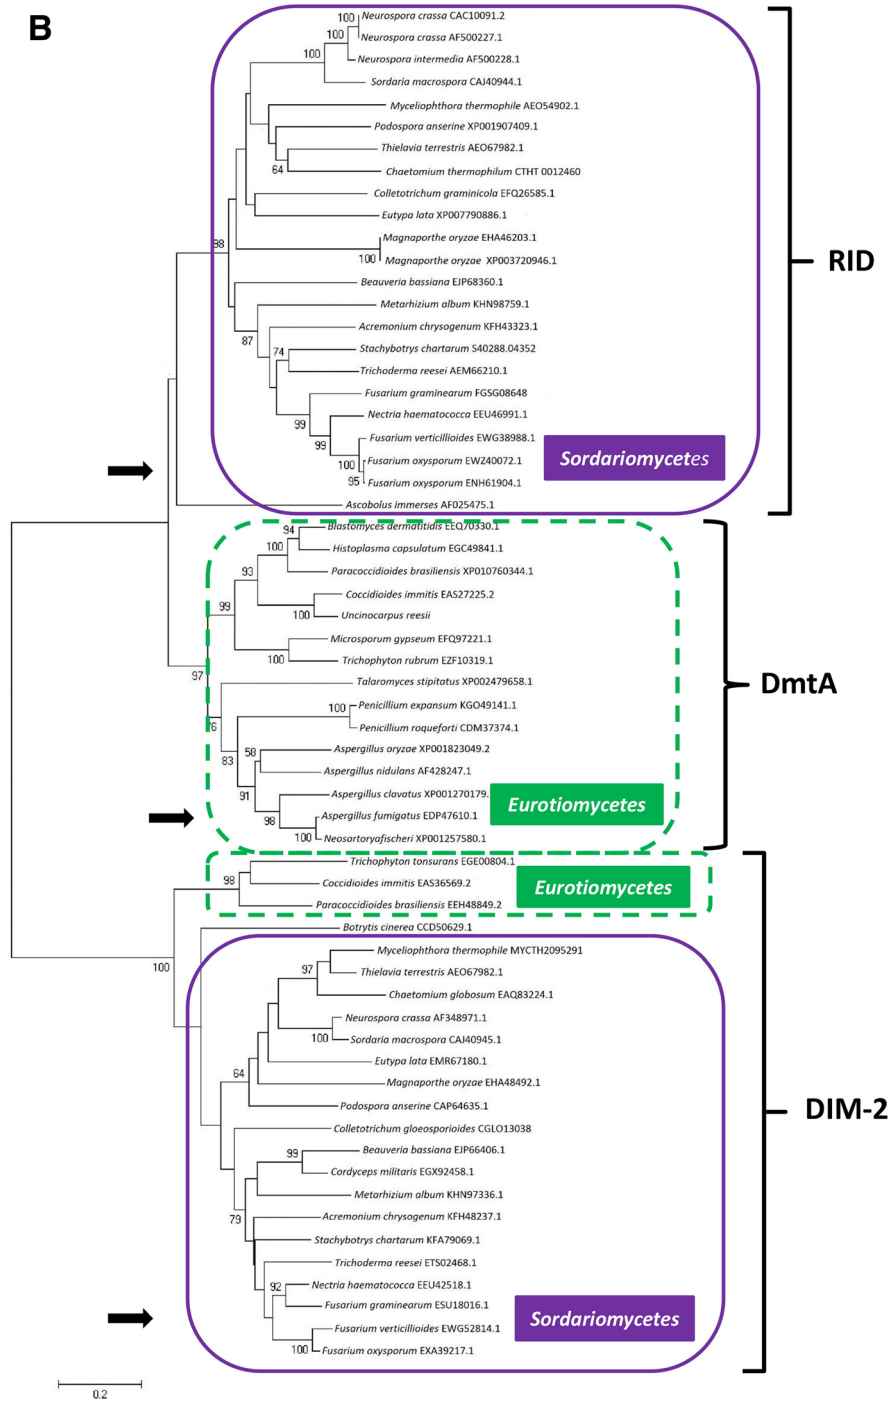 B
100 Neurospora crassa CAC10091.2
100 Neurospora crassa AF500227.1
100 Neurospora intermedia AF500228.1
Sordaria macrospora CAJ40944.1
Myceliophthora thermophile AEO54902.1
Podospora anserine XP001907409.1
Thielavia terrestris AEO67982.1
64 Chaetomium thermophilum CTHT 0012460
Colletotrichum graminicola EFQ26585.1
Eutypa lata XP007790886.1
98 Magnaporthe oryzae EHA46203.1
100 Magnaporthe oryzae XP003720946.1
RID
Beauveria bassiana EJP68360.1
Metarhizium album KHN98759.1
Acremonium chrysogenum KFH43323.1
87
74 Stachybotrys chartarum S40288.04352
Trichoderma reesei AEM66210.1
Fusarium graminearum FGSG08648
Nectria haematococca EEU46991.1
99
Fusarium verticillioides EWG38988.1
99
Sordariomycetes
100 Fusarium oxysporum EWZ40072.1
95 Fusarium oxysporum ENH61904.1
Ascobolus immerses AF025475.1
94 Blastomyces dermatitidis EEQ70330.1
100 Histoplasma capsulatum EGC49841.1
93 Paracoccidioides brasiliensis XP010760344.1
Coccidioides immitis EAS27225.2
99
100 Uncinocarpus reesii
Microsporum gypseum EFQ97221.1
100 Trichophyton rubrum EZF10319.1
97
Talaromyces stipitatus XP002479658.1
DmtA
100 Penicillium expansum KGO49141.1
76 Penicillium roqueforti CDM37374.1
58 Aspergillus oryzae XP001823049.2
83
Aspergillus nidulans AF428247.1
91 Aspergillus clavatus XP001270179.
Eurotiomycetes
98 Aspergillus fumigatus EDP47610.1
100 Neosartoryafischeri XP001257580.1
Trichophyton tonsurans EGE00804.1
98 Coccidioides immitis EAS36569.2
Eurotiomycetes
Paracoccidioides brasiliensis EEH48849.2
Botrytis cinerea CCD50629.1
Myceliophthora thermophile MYCTH2095291
100
97 Thielavia terrestris AEO67982.1
Chaetomium globosum EAQ83224.1
Neurospora crassa AF348971.1
100 Sordaria macrospora CAJ40945.1
Eutypa lata EMR67180.1
64 Magnaporthe oryzae EHA48492.1
Podospora anserine CAP64635.1
DIM-2
Colletotrichum gloeosporioides CGLO13038
99 Beauveria bassiana EJP66406.1
Cordyceps militaris EGX92458.1
Metarhizium album KHN97336.1
79 Acremonium chrysogenum KFH48237.1
Stachybotrys chartarum KFA79069.1
Trichoderma reesei ETS02468.1
92 Nectria haematococca EEU42518.1
Fusarium graminearum ESU18016.1
Sordariomycetes
Fusarium verticillioides EWG52814.1
100 Fusarium oxysporum EXA39217.1
0.2